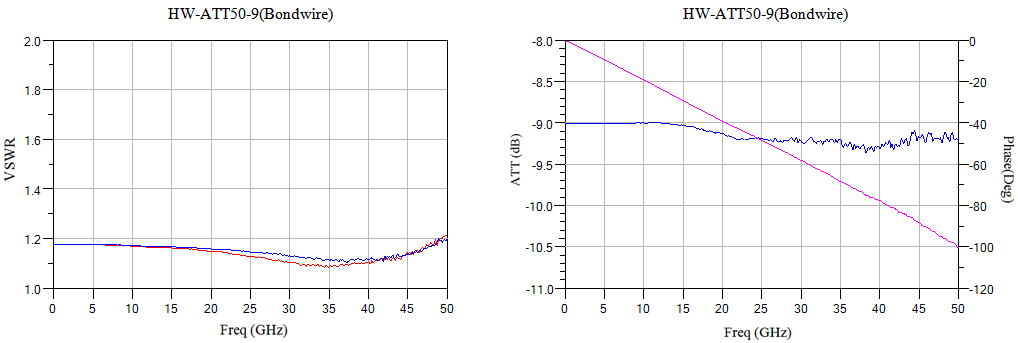 HW-ATT50-9(Bondwire)
2.0
1.8
1.6
1.4
1.2
1.0
VSWR
0 5 10 15 20 25 30 35 40 45 50
Freq (GHz)
HW-ATT50-9(Bondwire)
-8.0
-8.5
-9.0
-9.5
-10.0
-10.5
-11.0
ATT (dB)
0
-20
-40
-60
-80
-100
-120
Phase(Deg)
0 5 10 15 20 25 30 35 40 45 50
Freq (GHz)